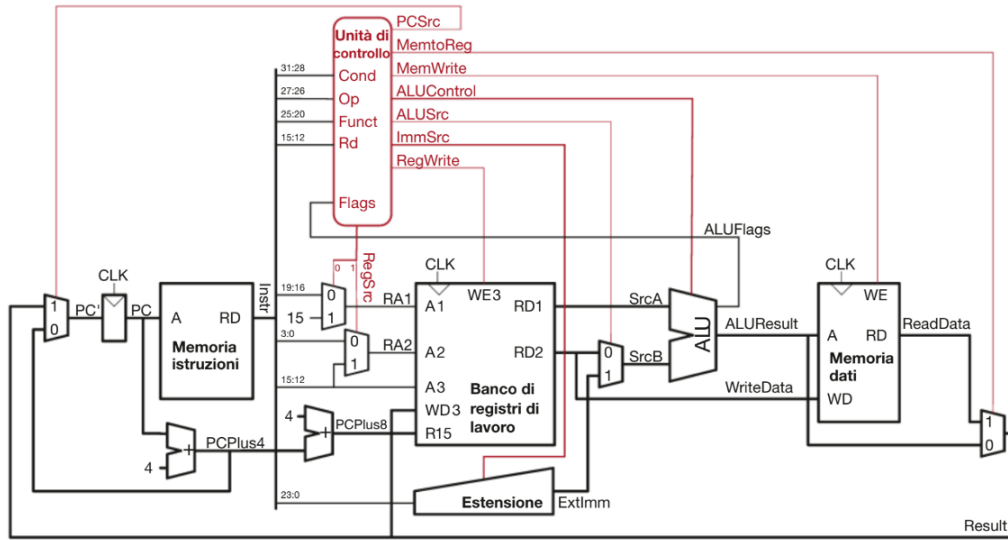 PCSrc
Unità di
controllo
MemtoReg
MemWrite
ALUControl
ALUSrc
ImmSrc
RegWrite
31:28
Cond
27:26
Op
25:20
Funct
15:12
Rd
Flags
ALUFlags
0 1
RegSrc
CLK
CLK
CLK
Instr
19:16
0
1
15
RA1
A1
WE3
RD1
SrcA
WE
1
0
PC'
PC
A
RD
Memoria
istruzioni
3:0
0
1
RA2
A2
RD2
0
1
SrcB
ALU
ALUResult
A
RD
ReadData
Memoria
dati
15:12
A3
Banco di
registri di
lavoro
WriteData
WD
WD3
4
+
PCPlus8
R15
1
0
PCPlus4
+
4
23:0
Estensione
ExtImm
Result